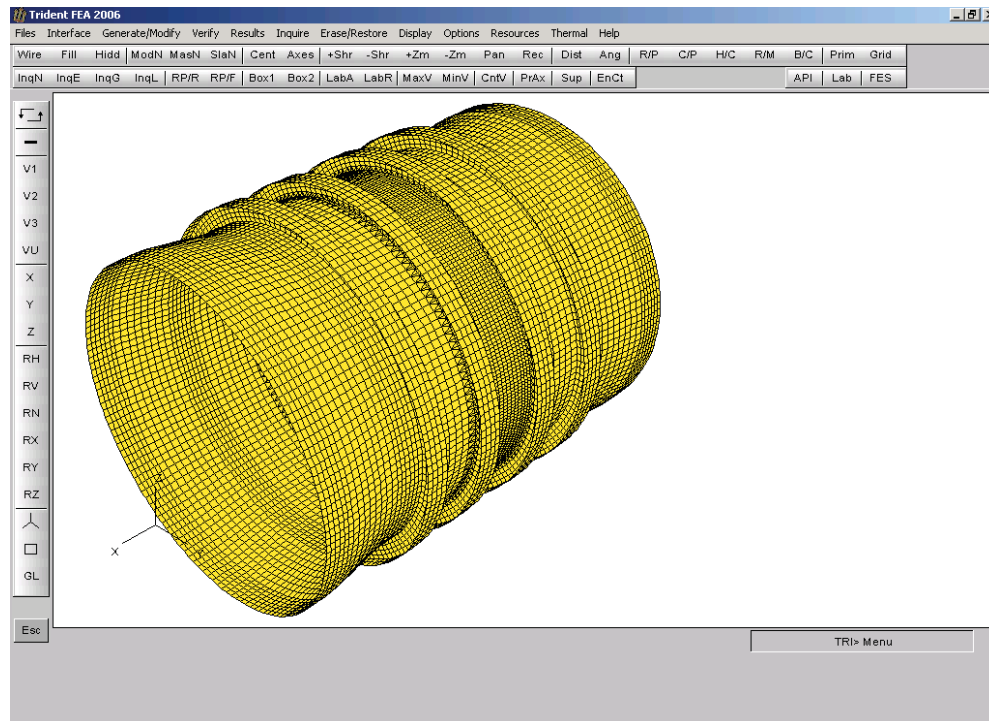 Trident FEA 2006
Files Interface Generate/Modify Verify Results Inquire Erase/Restore Display Options Resources Thermal Help
Wire Fill Hidd ModN MasN SlaN Cent Axes +Shr -Shr +Zm -Zm Pan Rec Dist Ang R/P C/P H/C R/M B/C Prim Grid
InqN InqE InqG InqL RP/R RP/F Box1 Box2 LabA LabR MaxV MinV CntV PrAx Sup EnCt API Lab FES
V1
V2
V3
VU
X
Y
Z
RH
RV
RN
RX
RY
RZ
GL
X
Esc
TRI> Menu